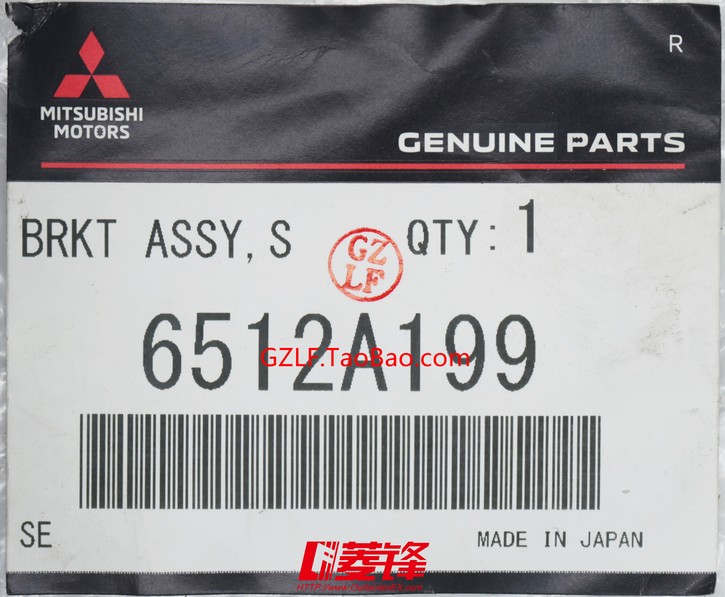 R
MITSUBISHI
MOTORS
GENUINE PARTS
BRKT ASSY, S
QTY: 1
GZ
LF
6512A199
GZLF.TaoBao.com
SE
MADE IN JAPAN
菱锋